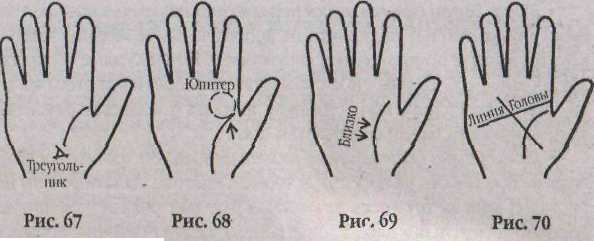 Юпитер
Близко
Линия Головы
Треуголь-
ник
Рис. 67
Рис. 68
Рис. 69
Рис. 70